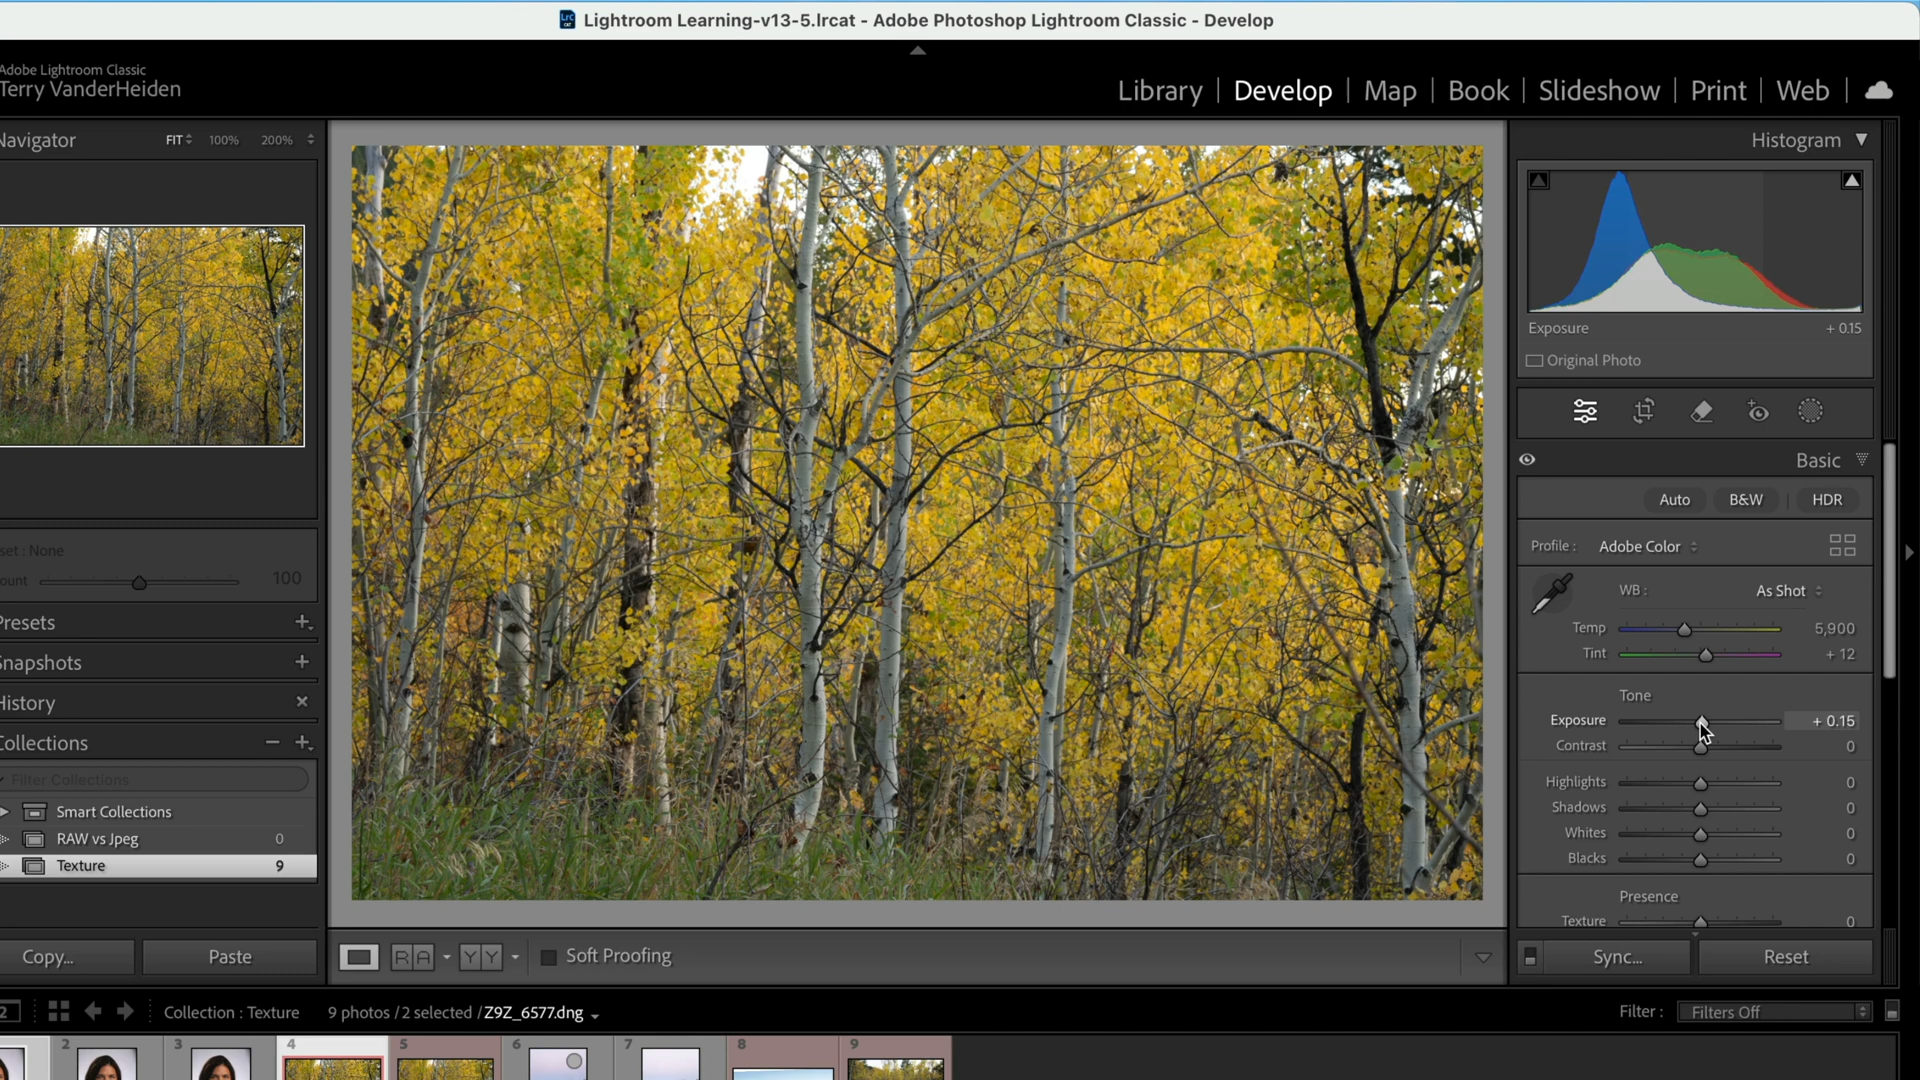 Lightroom Learning-v13-5.lrcat - Adobe Photoshop Lightroom Classic - Develop
Adobe Lightroom Classic
Terry VanderHeiden
Library | Develop | Map | Book | Slideshow | Print | Web
Navigator FIT 100% 200%
Histogram
Exposure + 0.15
Original Photo
Basic
Auto B&W HDR
Profile : Adobe Color
WB : As Shot
Temp 5,900
Tint + 12
Tone
Exposure + 0.15
Contrast 0
Highlights 0
Shadows 0
Whites 0
Blacks 0
Presence
Texture 0
set : None
ount 100
Presets
Snapshots
History
Collections
Filter Collections
Smart Collections
RAW vs Jpeg 0
Texture 9
Copy... Paste
R A Y Y Soft Proofing
Sync... Reset
2 Collection : Texture 9 photos / 2 selected / Z9Z_6577.dng
Filter : Filters Off
2 3 4 5 6 7 8 9